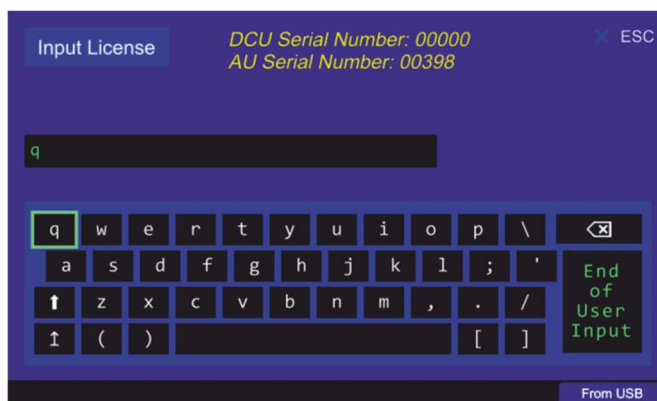 Input License
DCU Serial Number: 00000
AU Serial Number: 00398
ESC
q
q w e r t y u i o p \
a s d f g h j k l ; '
z x c v b n m , . /
( ) [ ]
End
of
User
Input
From USB